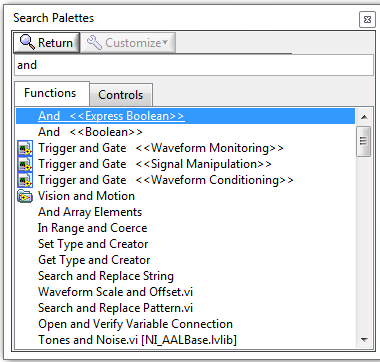 Search Palettes
Return Customize
and
Functions Controls
And <<Express Boolean>>
And <<Boolean>>
Trigger and Gate <<Waveform Monitoring>>
Trigger and Gate <<Signal Manipulation>>
Trigger and Gate <<Waveform Conditioning>>
Vision and Motion
And Array Elements
In Range and Coerce
Set Type and Creator
Get Type and Creator
Search and Replace String
Waveform Scale and Offset.vi
Search and Replace Pattern.vi
Open and Verify Variable Connection
Tones and Noise.vi [NI_AALBase.lvlib]